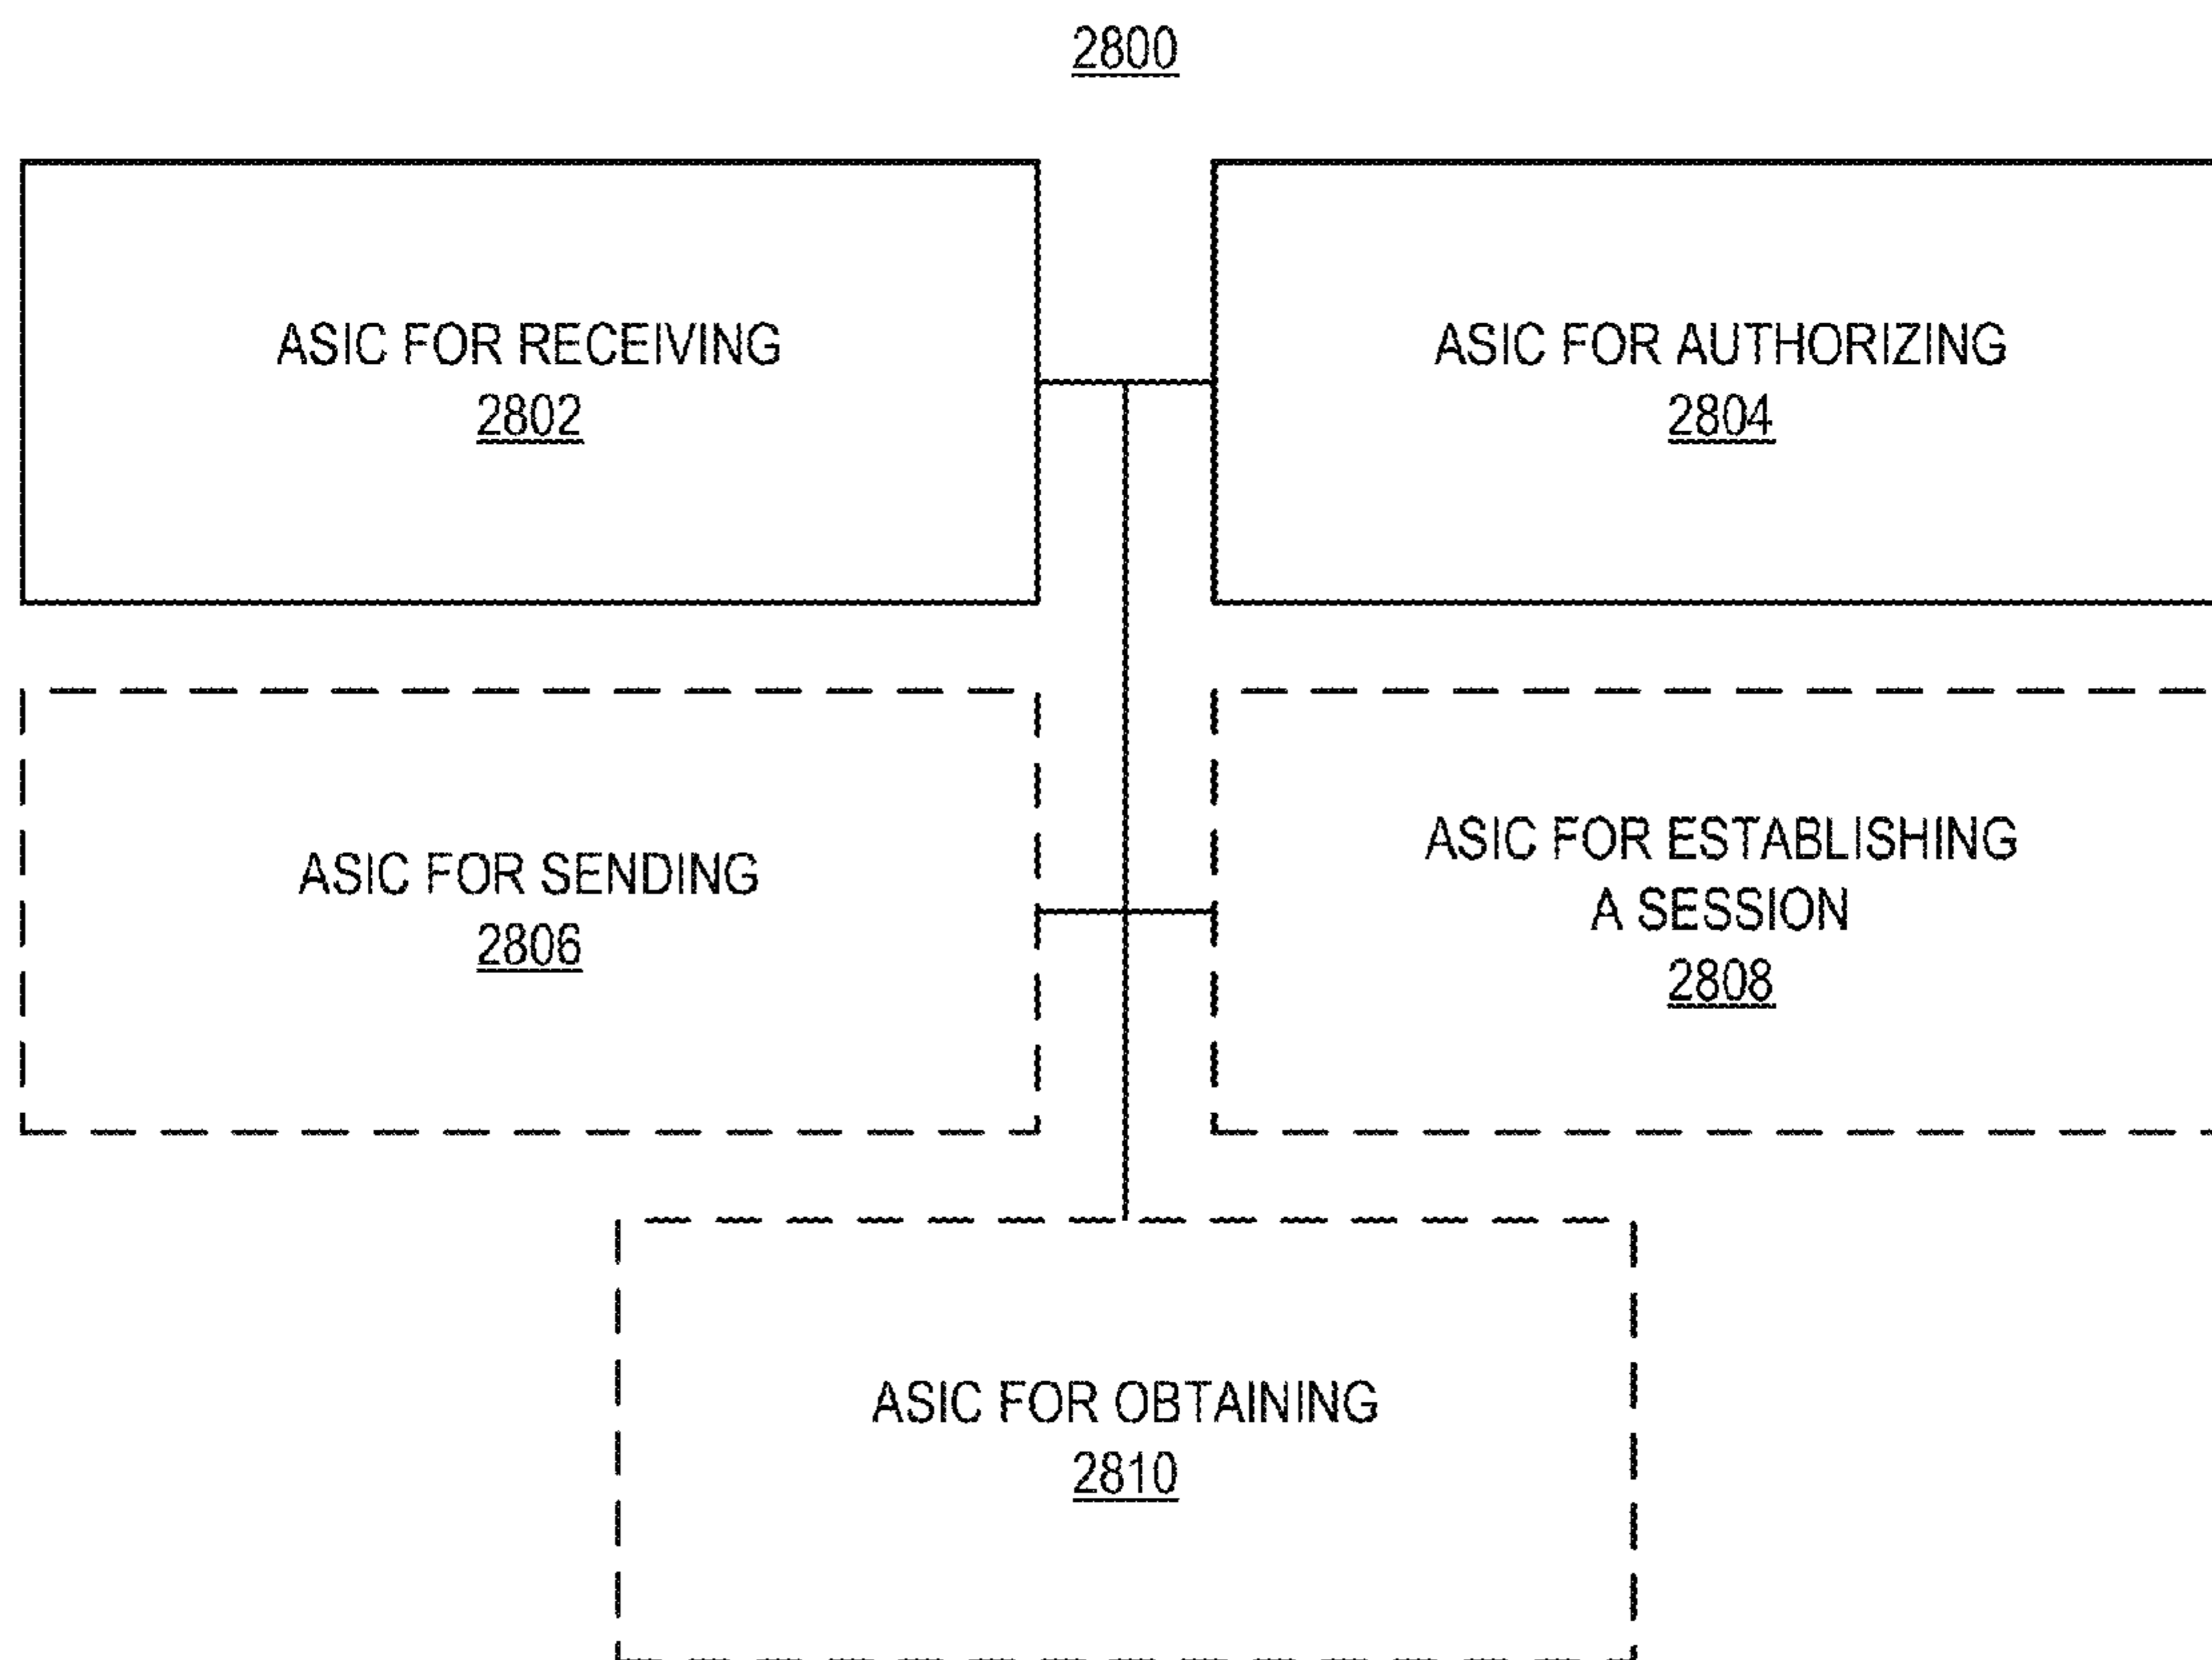 2800
ASIC FOR RECEIVING
2802
ASIC FOR AUTHORIZING
2804
ASIC FOR SENDING
2806
ASIC FOR ESTABLISHING
A SESSION
2808
ASIC FOR OBTAINING
2810